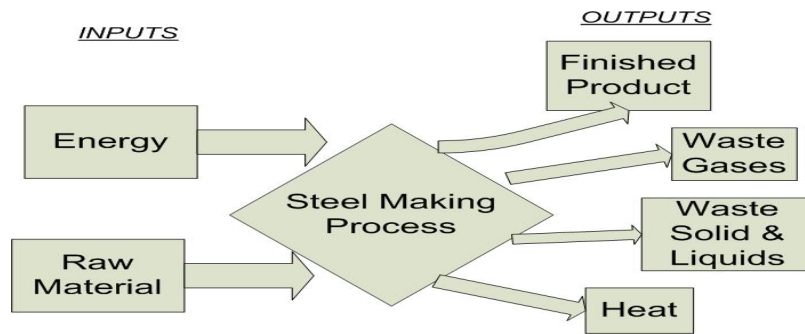 INPUTS
OUTPUTS
Energy
Raw
Material
Steel Making
Process
Finished
Product
Waste
Gases
Waste
Solid &
Liquids
Heat